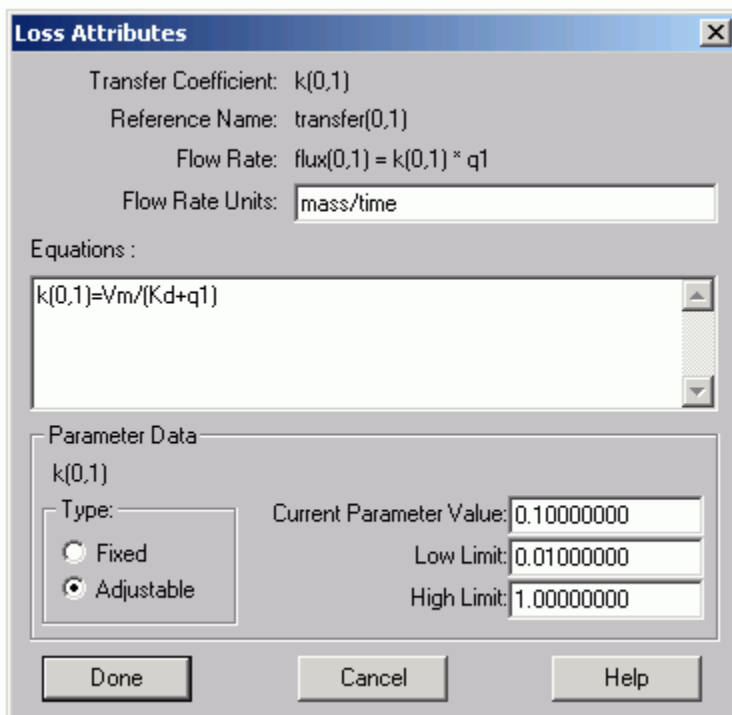 Loss Attributes
Transfer Coefficient: k(0,1)
Reference Name: transfer(0,1)
Flow Rate: flux(0,1) = k(0,1) * q1
Flow Rate Units: mass/time
Equations :
k(0,1)=Vm/(Kd+q1)
Parameter Data
k(0,1)
Type:
Fixed
Adjustable
Current Parameter Value: 0.10000000
Low Limit: 0.01000000
High Limit: 1.00000000
Done Cancel Help